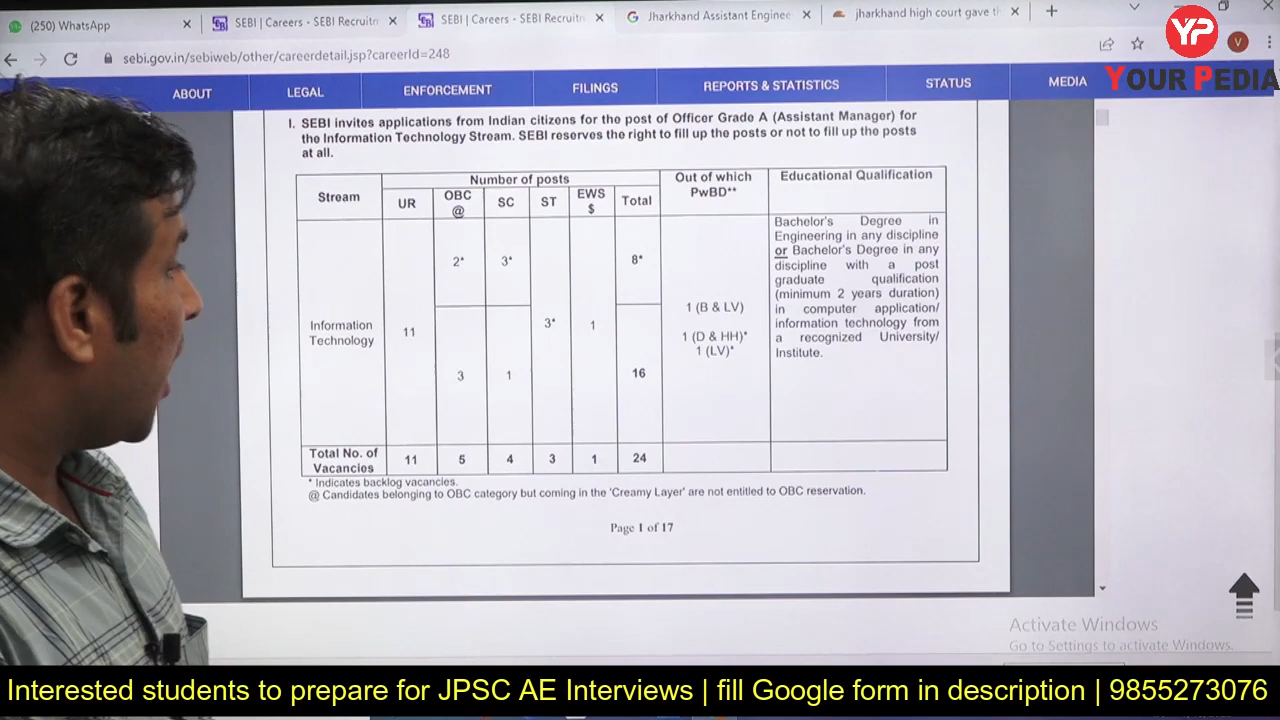 (250) WhatsApp
SEBI | Careers - SEBI Recruitm
SEBI | Careers - SEBI Recruitm
Jharkhand Assistant Enginee
jharkhand high court gave th
sebi.gov.in/sebiweb/other/careerdetail.jsp?careerId=248
V
YP
YOUR PEDIA
ABOUT
LEGAL
ENFORCEMENT
FILINGS
REPORTS & STATISTICS
STATUS
MEDIA
I. SEBI invites applications from Indian citizens for the post of Officer Grade A (Assistant Manager) for
the Information Technology Stream. SEBI reserves the right to fill up the posts or not to fill up the posts
at all.
Stream
Number of posts
Out of which
PwBD**
Educational Qualification
UR
OBC
@
SC
ST
EWS
$
Total
Information
Technology
11
2*
3*
3*
1
8*
3
1
16
1 (B & LV)
1 (D & HH)*
1 (LV)*
Bachelor's Degree in
Engineering in any discipline
or Bachelor's Degree in any
discipline with a post
graduate qualification
(minimum 2 years duration)
in computer application/
information technology from
a recognized University/
Institute.
Total No. of
Vacancies
11
5
4
3
1
24
* Indicates backlog vacancies.
@ Candidates belonging to OBC category but coming in the 'Creamy Layer' are not entitled to OBC reservation.
Page 1 of 17
Activate Windows
Go to Settings to activate Windows.
Interested students to prepare for JPSC AE Interviews | fill Google form in description | 9855273076